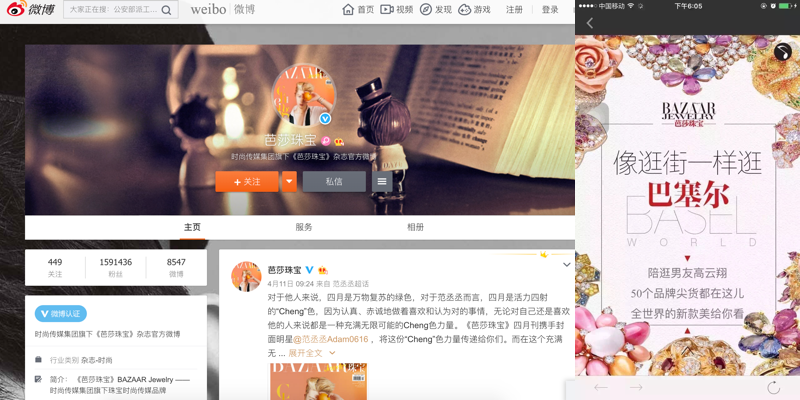 微博
大家正在搜：公安部派工...
weibo
微博
首页
视频
发现
游戏
注册
登录
BAZAAR
芭莎珠宝
时尚传媒集团旗下《芭莎珠宝》杂志官方微博
+ 关注
私信
主页
服务
相册
449
1591436
8547
关注
粉丝
微博
微博认证
时尚传媒集团旗下《芭莎珠宝》杂志官方微博
行业类别 杂志-时尚
简介： 《芭莎珠宝》BAZAAR Jewelry ——
时尚传媒集团旗下珠宝时尚传媒品牌
芭莎珠宝
4月11日 09:24 来自 范丞丞超话
对于他人来说，四月是万物复苏的绿色，对于范丞丞而言，四月是活力四射
的“Cheng”色，因为认真、赤诚地做着喜欢和认为对的事情，无论对自己还是喜欢
他的人来说都是一种充满无限可能的Cheng色力量。《芭莎珠宝》四月刊携手封
面明星@范丞丞Adam0616 ，将这份“Cheng”色力量传递给你们。而在这个充满
无 ... 展开全文
BAZAAR
中国移动
下午6:05
BAZAAR
JEWELRY
芭莎珠宝
像逛街一样逛
巴塞尔
BASEL
WORLD
陪逛男友高云翔
50个品牌尖货都在这儿
全世界的新款美给你看